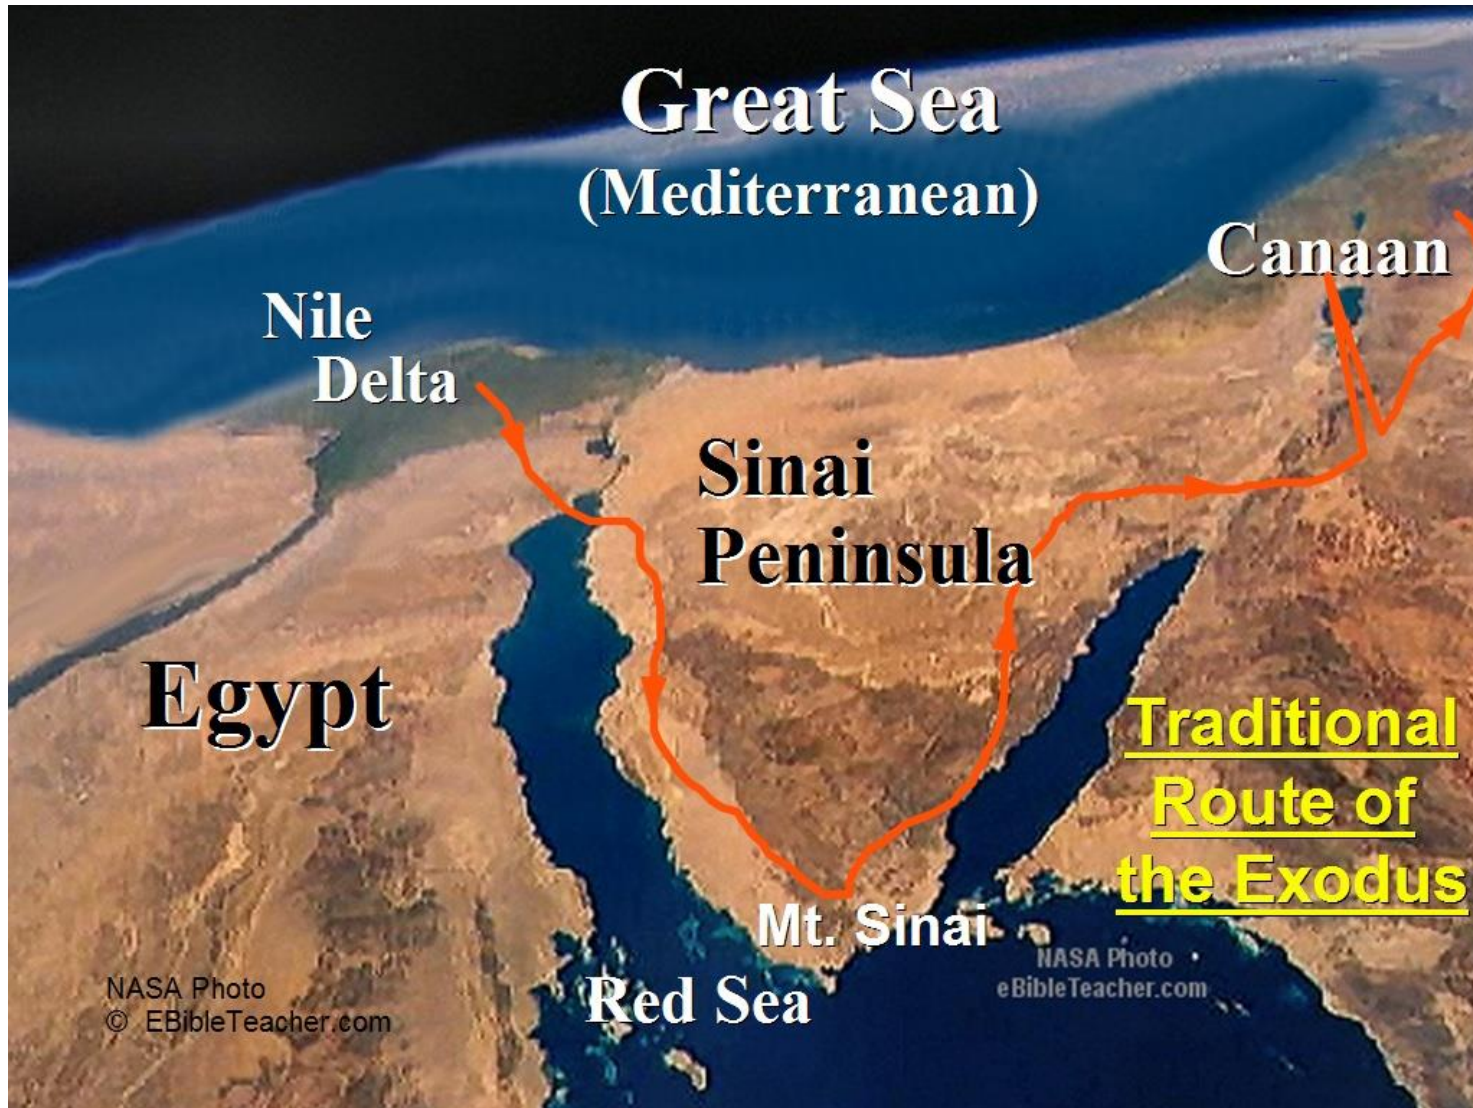 Great Sea
(Mediterranean)
Canaan
Nile
Delta
Sinai
Peninsula
Egypt
Traditional
Route of
the Exodus
Mt. Sinai
Red Sea
NASA Photo
eBibleTeacher.com
NASA Photo
© EBibleTeacher.com